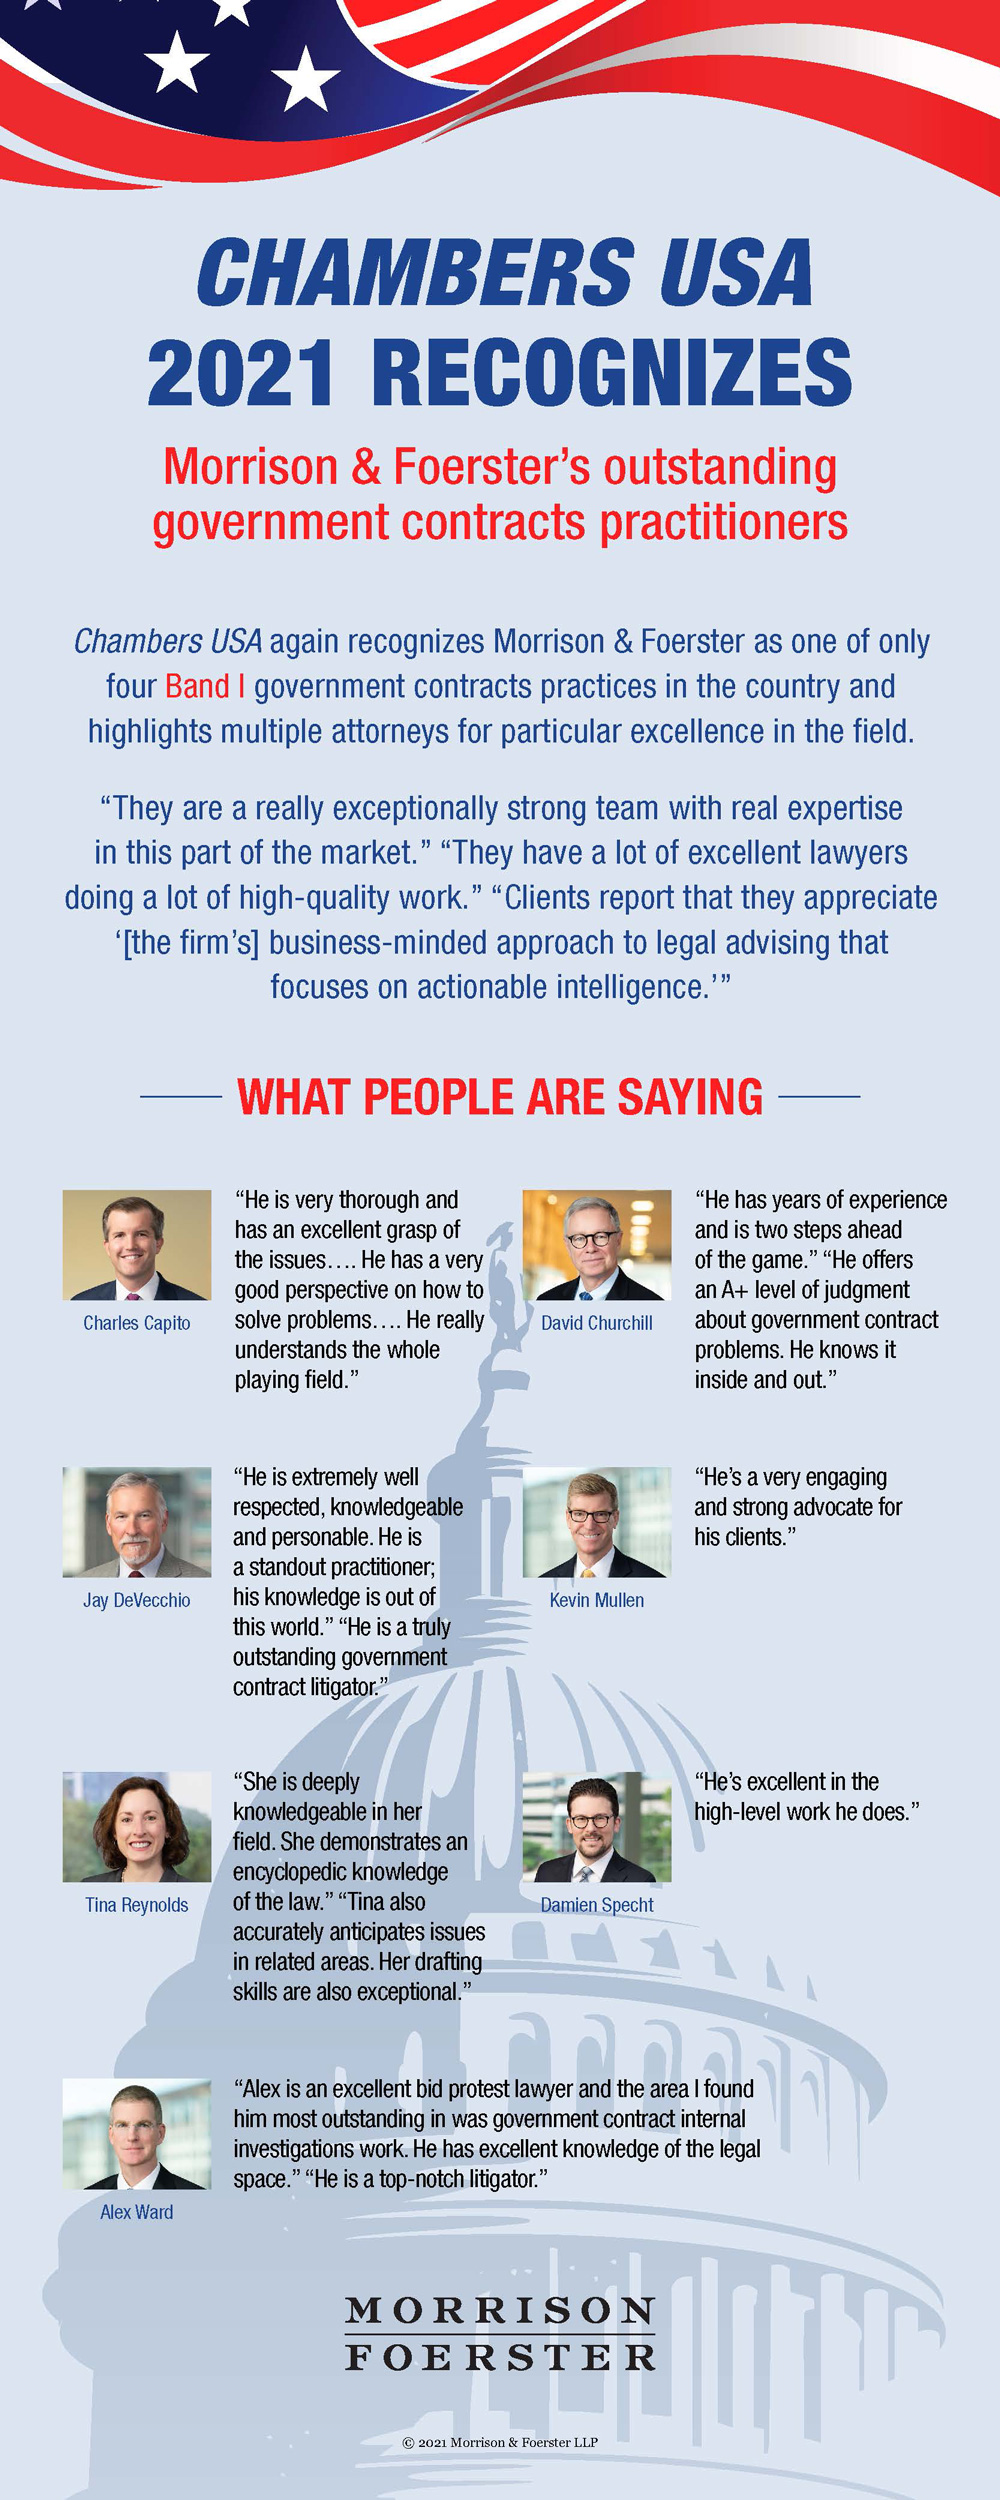 CHAMBERS USA
2021 RECOGNIZES
Morrison & Foerster’s outstanding
government contracts practitioners
Chambers USA again recognizes Morrison & Foerster as one of only
four Band I government contracts practices in the country and
highlights multiple attorneys for particular excellence in the field.
“They are a really exceptionally strong team with real expertise
in this part of the market.” “They have a lot of excellent lawyers
doing a lot of high-quality work.” “Clients report that they appreciate
‘[the firm’s] business-minded approach to legal advising that
focuses on actionable intelligence.’”
WHAT PEOPLE ARE SAYING
Charles Capito
“He is very thorough and
has an excellent grasp of
the issues…. He has a very
good perspective on how to
solve problems…. He really
understands the whole
playing field.”
David Churchill
“He has years of experience
and is two steps ahead
of the game.” “He offers
an A+ level of judgment
about government contract
problems. He knows it
inside and out.”
Jay DeVecchio
“He is extremely well
respected, knowledgeable
and personable. He is
a standout practitioner;
his knowledge is out of
this world.” “He is a truly
outstanding government
contract litigator.”
Kevin Mullen
“He’s a very engaging
and strong advocate for
his clients.”
Tina Reynolds
“She is deeply
knowledgeable in her
field. She demonstrates an
encyclopedic knowledge
of the law.” “Tina also
accurately anticipates issues
in related areas. Her drafting
skills are also exceptional.”
Damien Specht
“He’s excellent in the
high-level work he does.”
Alex Ward
“Alex is an excellent bid protest lawyer and the area I found
him most outstanding in was government contract internal
investigations work. He has excellent knowledge of the legal
space.” “He is a top-notch litigator.”
MORRISON
FOERSTER
© 2021 Morrison & Foerster LLP